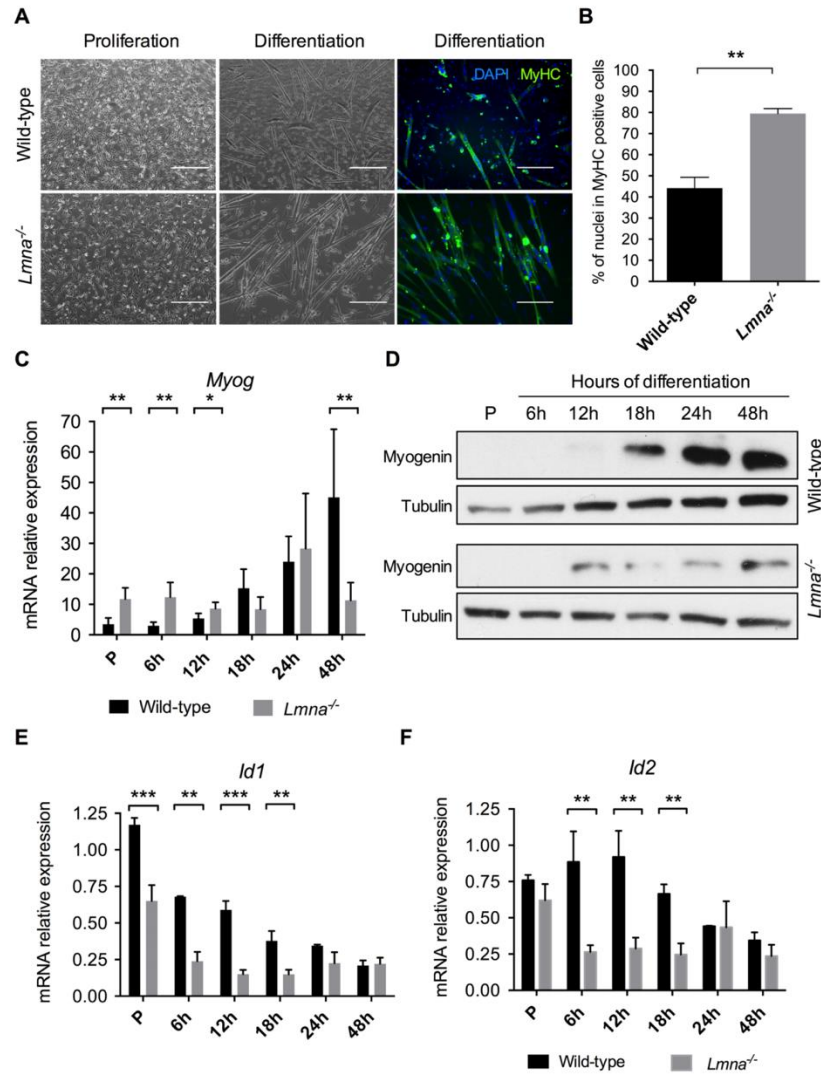 A
Proliferation Differentiation Differentiation
Wild-type
DAPI MyHC
Lmna-/-
B
% of nuclei in MyHC positive cells
100
90
80
70
60
50
40
30
20
10
0
**
Wild-type Lmna-/-
C
Myog
mRNA relative expression
70
60
50
40
30
20
10
0
** ** * **
P 6h 12h 18h 24h 48h
Wild-type Lmna-/-
D
Hours of differentiation
P 6h 12h 18h 24h 48h
Myogenin
Tubulin
Wild-type
Myogenin
Tubulin
Lmna-/-
E
Id1
mRNA relative expression
1.25
1.00
0.75
0.50
0.25
0.00
*** ** *** **
P 6h 12h 18h 24h 48h
F
Id2
mRNA relative expression
1.25
1.00
0.75
0.50
0.25
0.00
** ** **
P 6h 12h 18h 24h 48h
Wild-type Lmna-/-